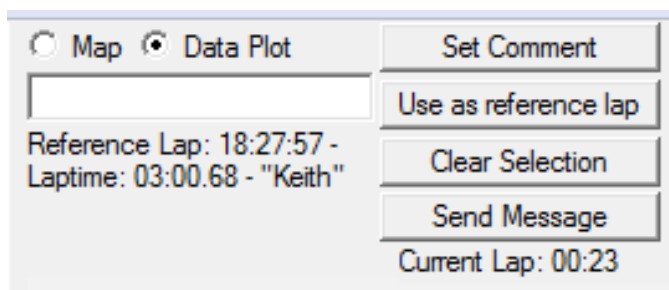 Map Data Plot
Set Comment
Use as reference lap
Reference Lap: 18:27:57 -
Laptime: 03:00.68 - "Keith"
Clear Selection
Send Message
Current Lap: 00:23